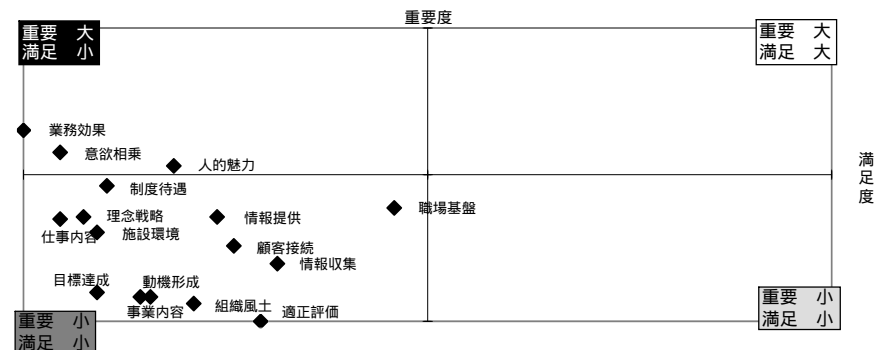 重要度
重要 大
満足 小
重要 大
満足 大
業務効果
意欲相乗
人的魅力
満足度
制度待遇
職場基盤
理念戦略
情報提供
仕事内容
施設環境
顧客接続
情報収集
目標達成
動機形成
事業内容
組織風土
適正評価
重要 小
満足 小
重要 小
満足 小